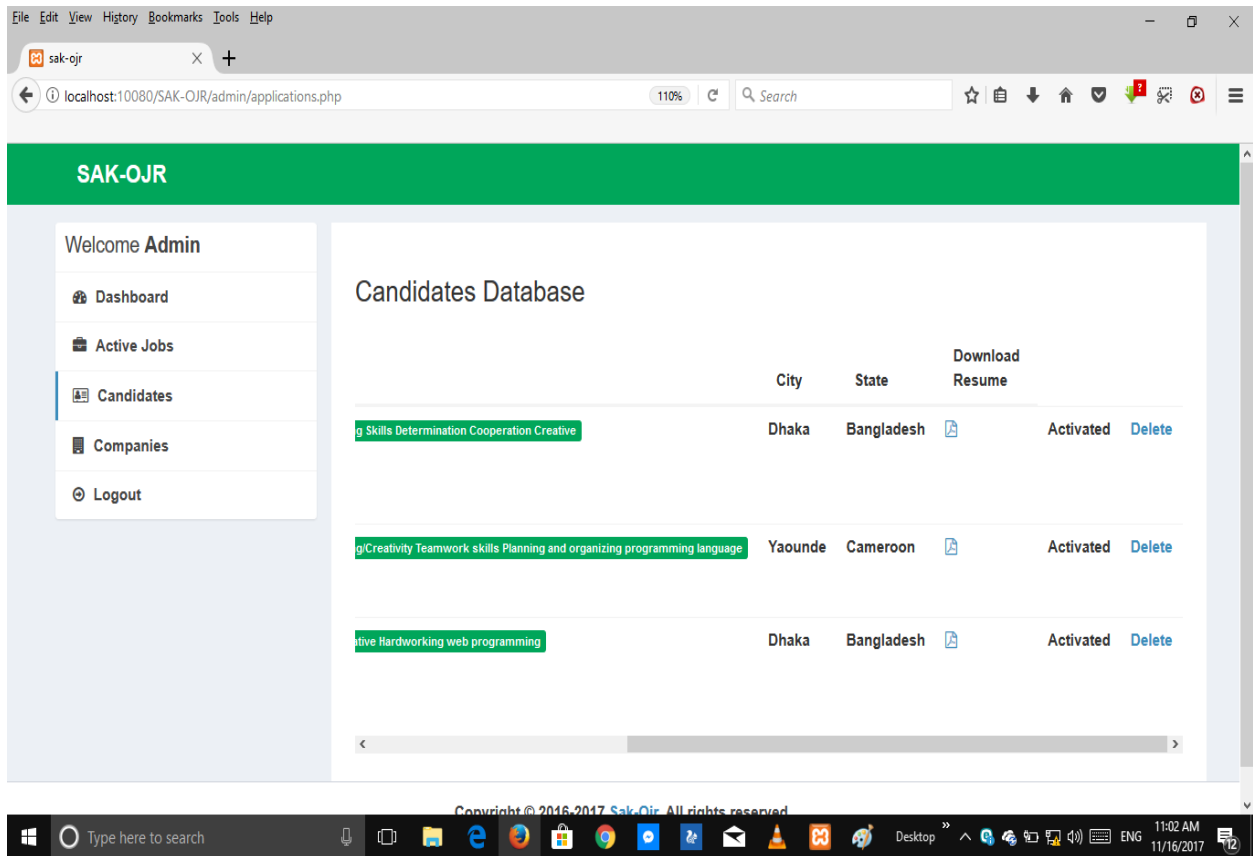 File Edit View History Bookmarks Tools Help
sak-ojr
localhost:10080/SAK-OJR/admin/applications.php 110% Search
SAK-OJR
Welcome Admin
Dashboard
Active Jobs
Candidates
Companies
Logout
Candidates Database
City State Download Resume
g Skills Determination Cooperation Creative Dhaka Bangladesh Activated Delete
g/Creativity Teamwork skills Planning and organizing programming language Yaounde Cameroon Activated Delete
ative Hardworking web programming Dhaka Bangladesh Activated Delete
Copyright © 2016-2017 Sak-Ojr. All rights reserved
Type here to search Desktop ENG 11:02 AM
11/16/2017 12